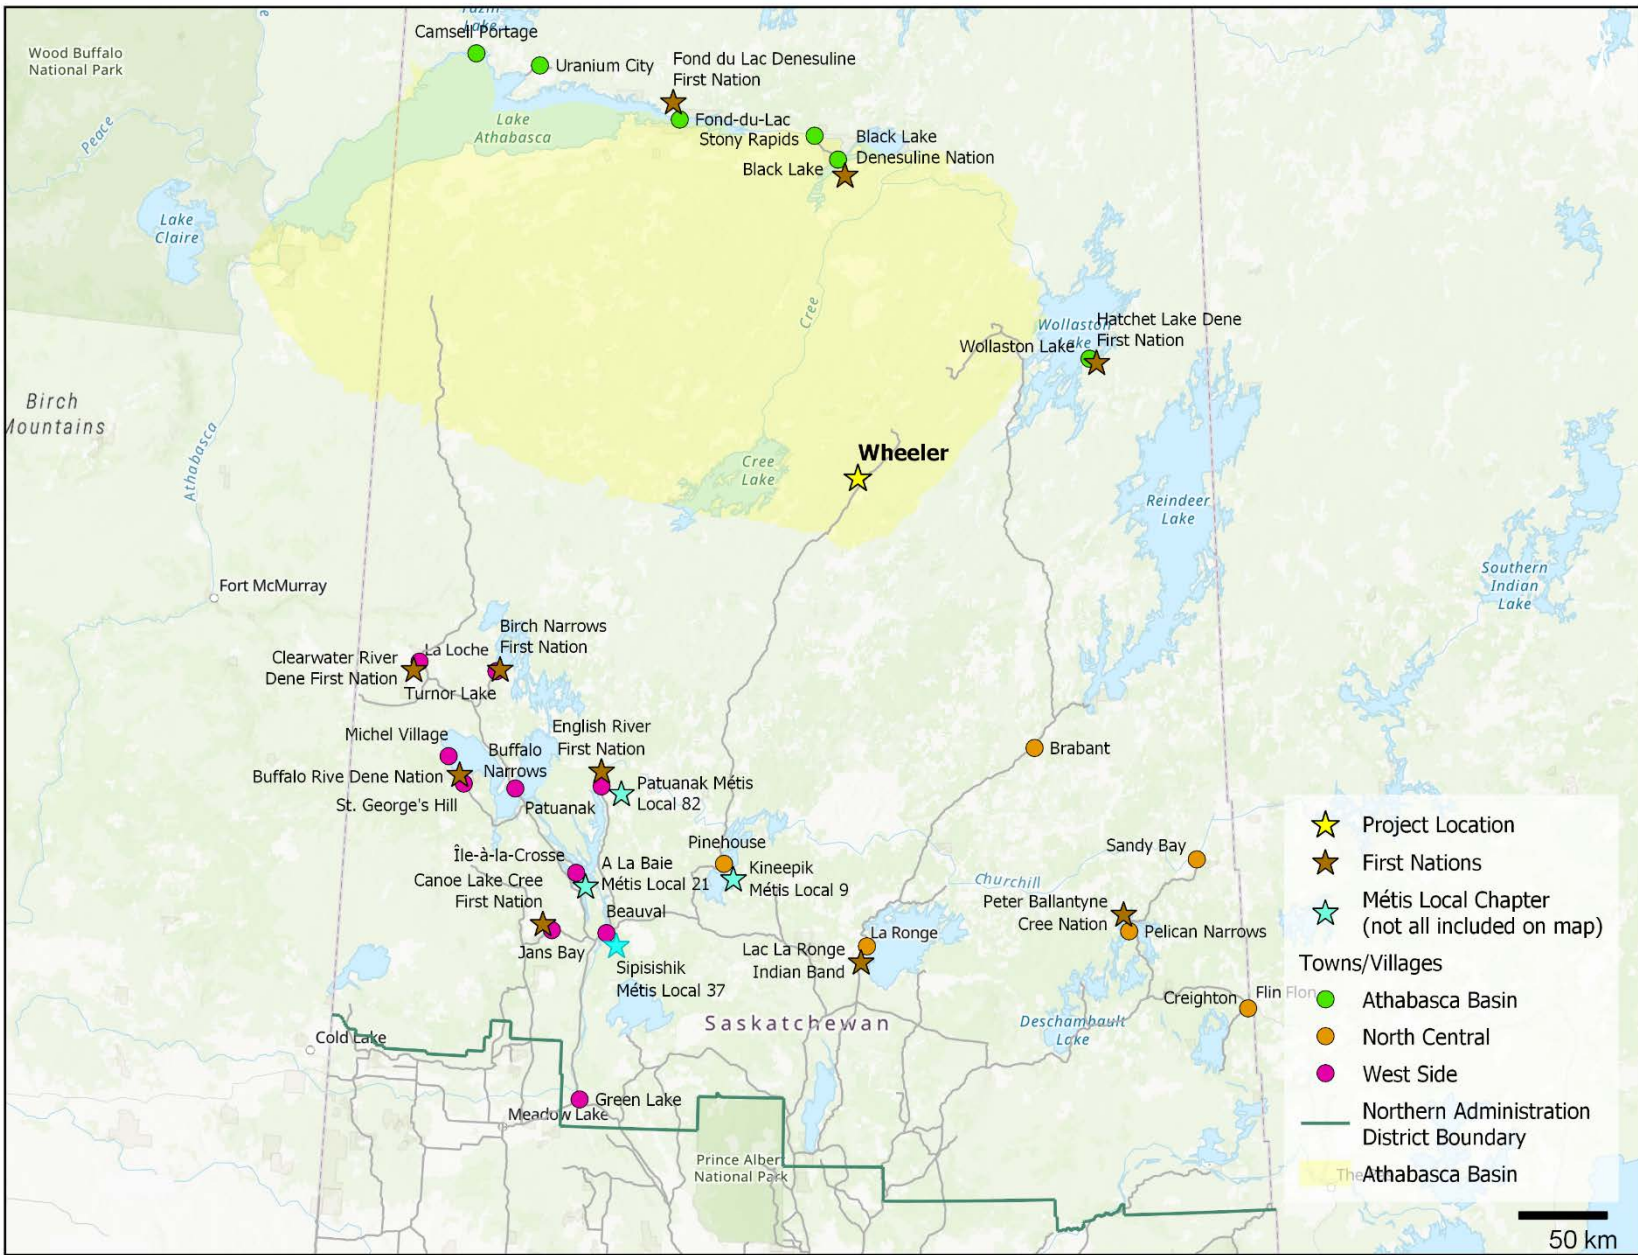 Tazin
Lake
Camsell Portage
Wood Buffalo
National Park
Uranium City
Fond du Lac Denesuline
First Nation
Peace
Lake
Athabasca
Fond-du-Lac
Stony Rapids
Black Lake
Denesuline Nation
Black Lake
Lake
Claire
Cree
Wollaston
Lake
Hatchet Lake Dene
First Nation
Wollaston Lake
Birch
Mountains
Athabasca
Wheeler
Cree
Lake
Reindeer
Lake
Southern
Indian
Lake
Fort McMurray
Birch Narrows
First Nation
La Loche
Clearwater River
Dene First Nation
Turnor Lake
English River
First Nation
Michel Village
Buffalo
Narrows
Brabant
Buffalo Rive Dene Nation
Patuanak Métis
Local 82
St. George's Hill
Patuanak
Pinehouse
Sandy Bay
Île-à-la-Crosse
A La Baie
Métis Local 21
Kineepik
Métis Local 9
Canoe Lake Cree
First Nation
Churchill
Peter Ballantyne
Cree Nation
Beauval
La Ronge
Pelican Narrows
Jans Bay
Lac La Ronge
Indian Band
Sipisishik
Métis Local 37
Creighton
Flin Flon
Saskatchewan
Deschambault
Lake
Cold Lake
Green Lake
Meadow Lake
Prince Albert
National Park
Project Location
First Nations
Métis Local Chapter
(not all included on map)
Towns/Villages
Athabasca Basin
North Central
West Side
Northern Administration
District Boundary
Athabasca Basin
50 km